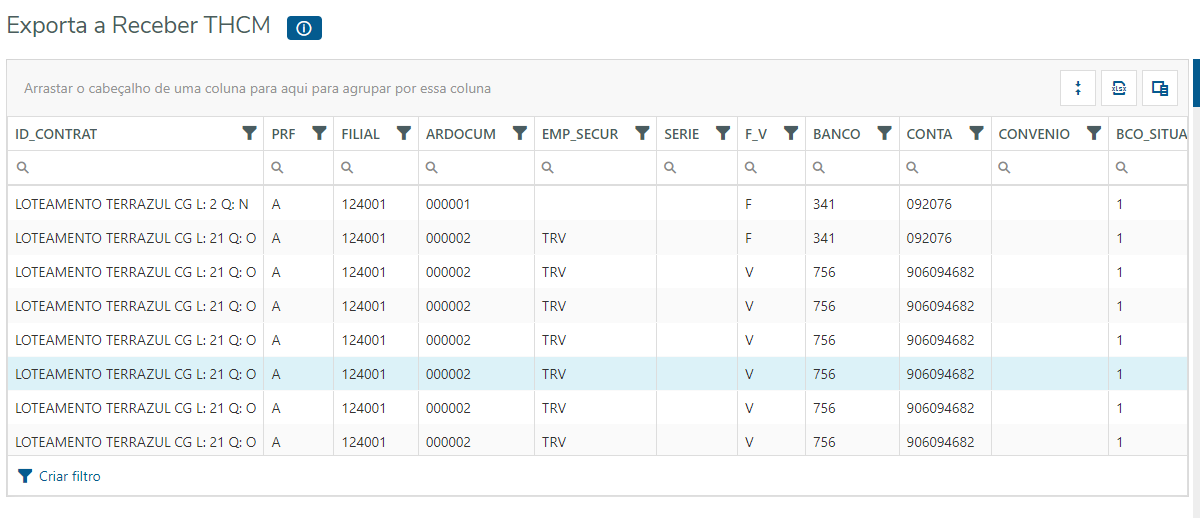 Exporta a Receber THCM
Arrastar o cabeçalho de uma coluna para aqui para agrupar por essa coluna
XLSX
ID_CONTRAT PRF FILIAL ARDOCUM EMP_SECUR SERIE F_V BANCO CONTA CONVENIO BCO_SITUA
LOTEAMENTO TERRAZUL CG L: 2 Q: N A 124001 000001 F 341 092076 1
LOTEAMENTO TERRAZUL CG L: 21 Q: O A 124001 000002 TRV F 341 092076 1
LOTEAMENTO TERRAZUL CG L: 21 Q: O A 124001 000002 TRV V 756 906094682 1
LOTEAMENTO TERRAZUL CG L: 21 Q: O A 124001 000002 TRV V 756 906094682 1
LOTEAMENTO TERRAZUL CG L: 21 Q: O A 124001 000002 TRV V 756 906094682 1
LOTEAMENTO TERRAZUL CG L: 21 Q: O A 124001 000002 TRV V 756 906094682 1
LOTEAMENTO TERRAZUL CG L: 21 Q: O A 124001 000002 TRV V 756 906094682 1
LOTEAMENTO TERRAZUL CG L: 21 Q: O A 124001 000002 TRV V 756 906094682 1
Criar filtro